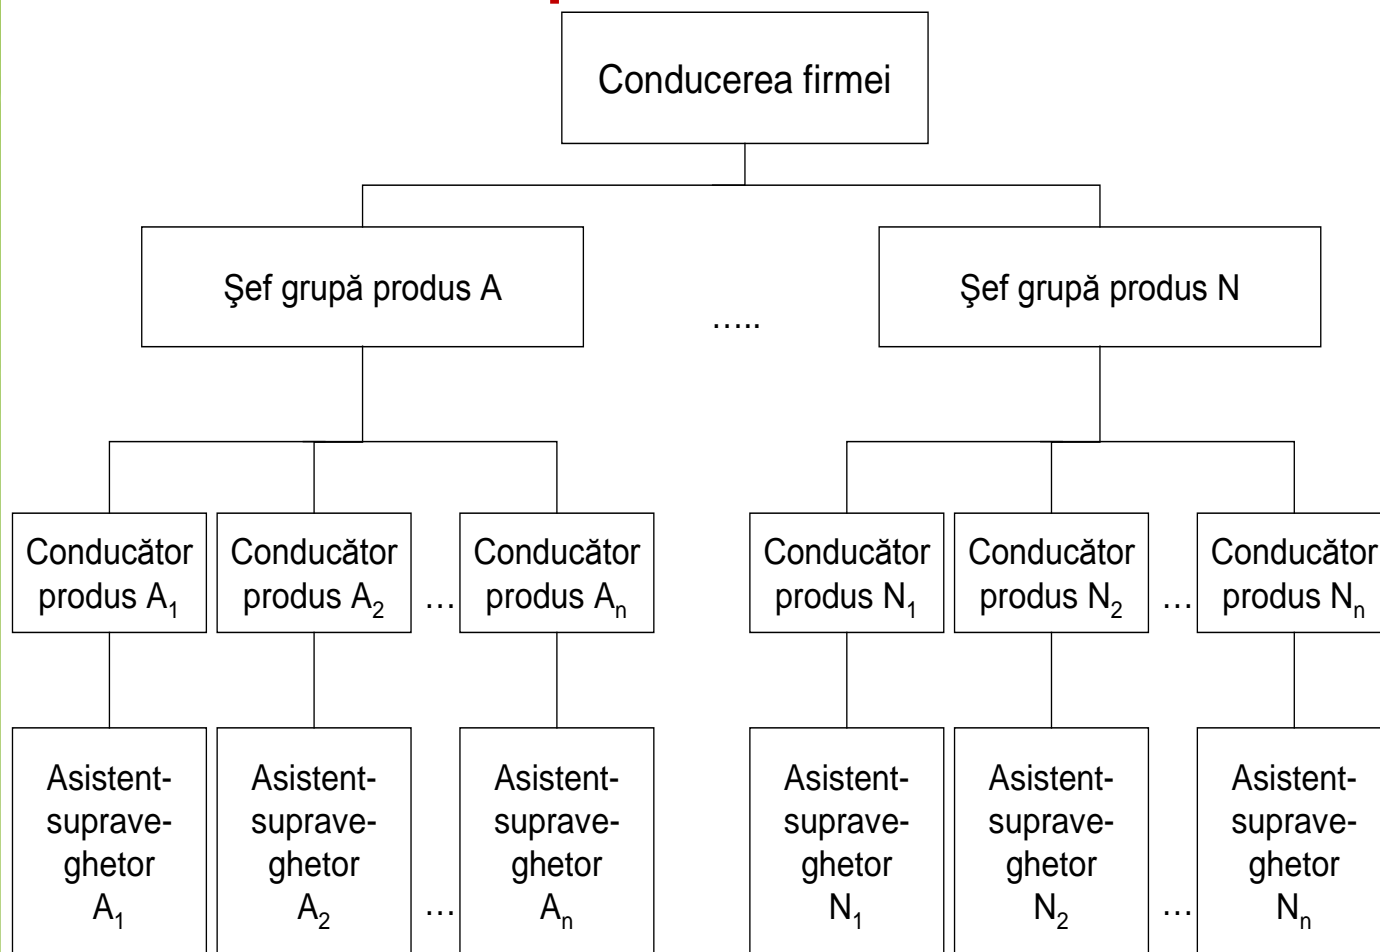 Conducerea firmei
Şef grupă produs A
…..
Şef grupă produs N
Conducător
produs A₁
Conducător
produs A₂
…
Conducător
produs Aₙ
Conducător
produs N₁
Conducător
produs N₂
…
Conducător
produs Nₙ
Asistent-
suprave-
ghetor
A₁
Asistent-
suprave-
ghetor
A₂
…
Asistent-
suprave-
ghetor
Aₙ
Asistent-
suprave-
ghetor
N₁
Asistent-
suprave-
ghetor
N₂
…
Asistent-
suprave-
ghetor
Nₙ